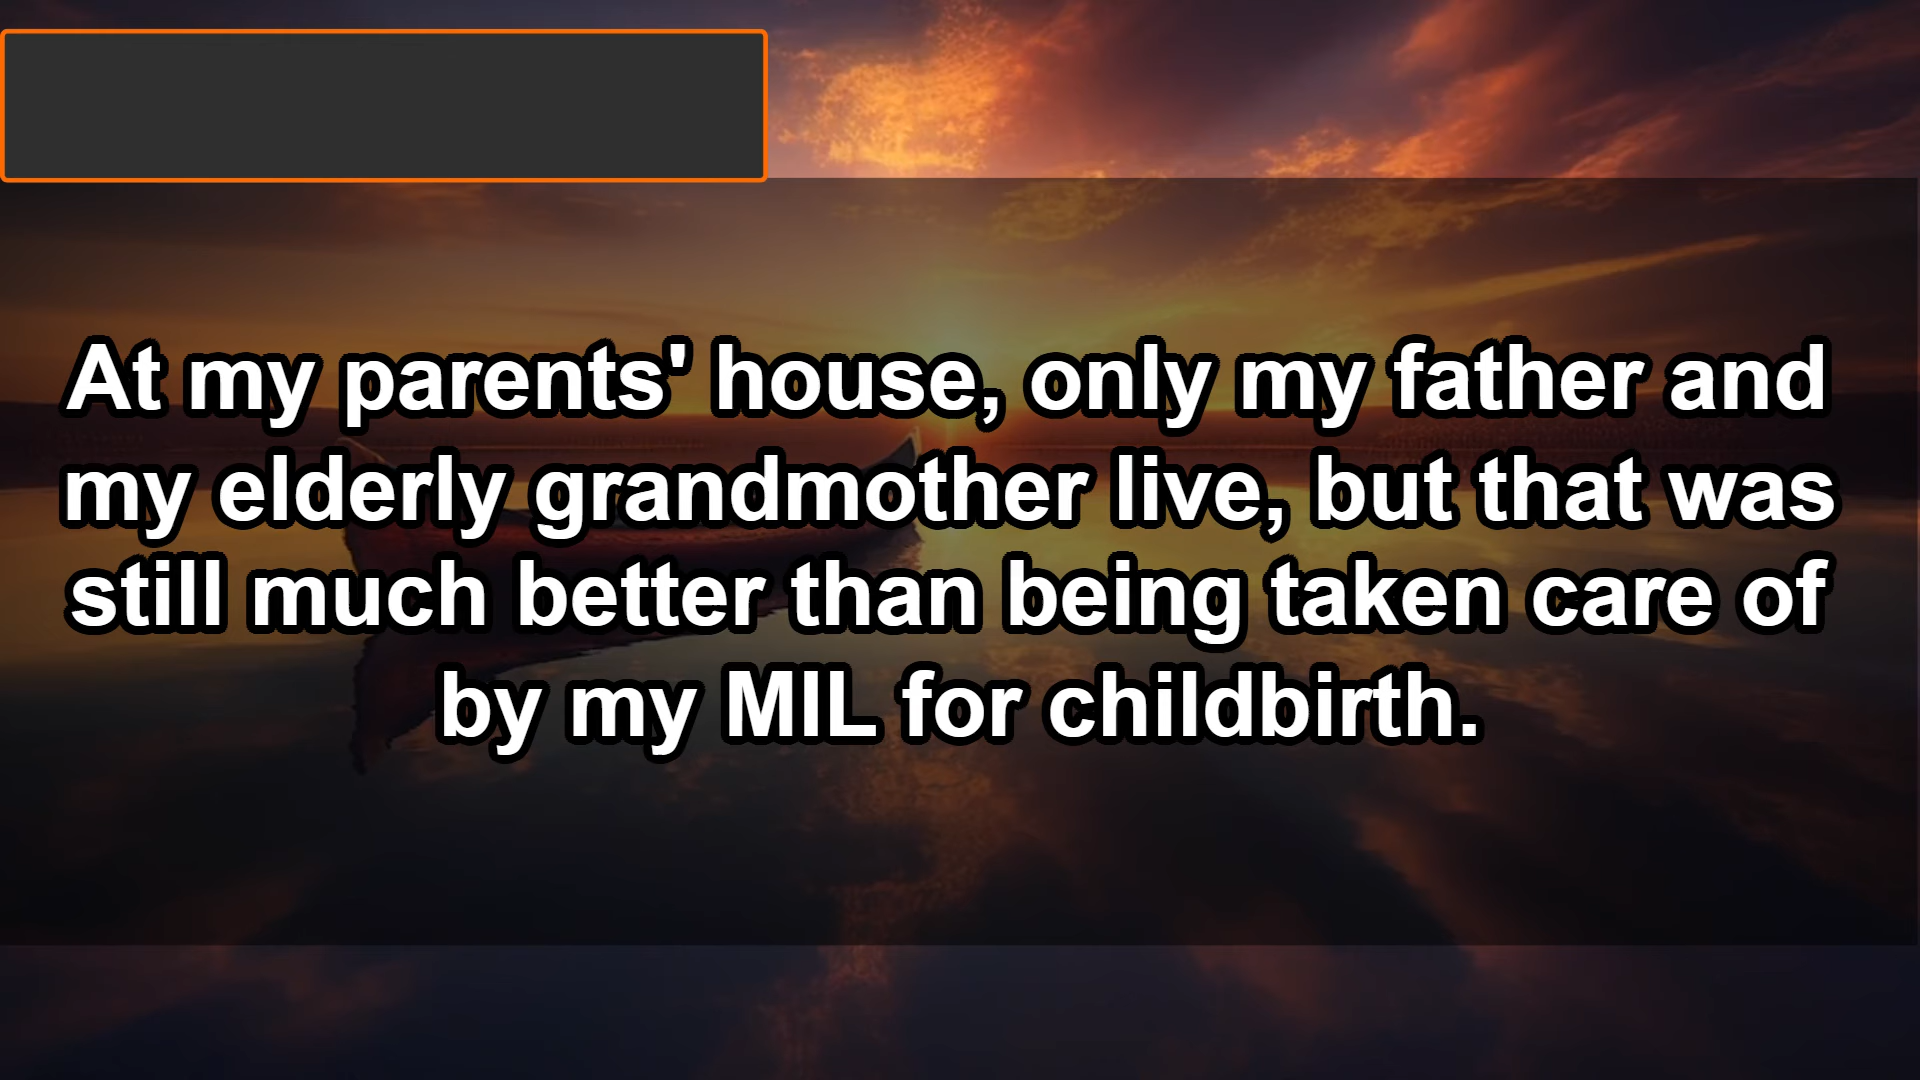 At my parents' house, only my father and
my elderly grandmother live, but that was
still much better than being taken care of
by my MIL for childbirth.